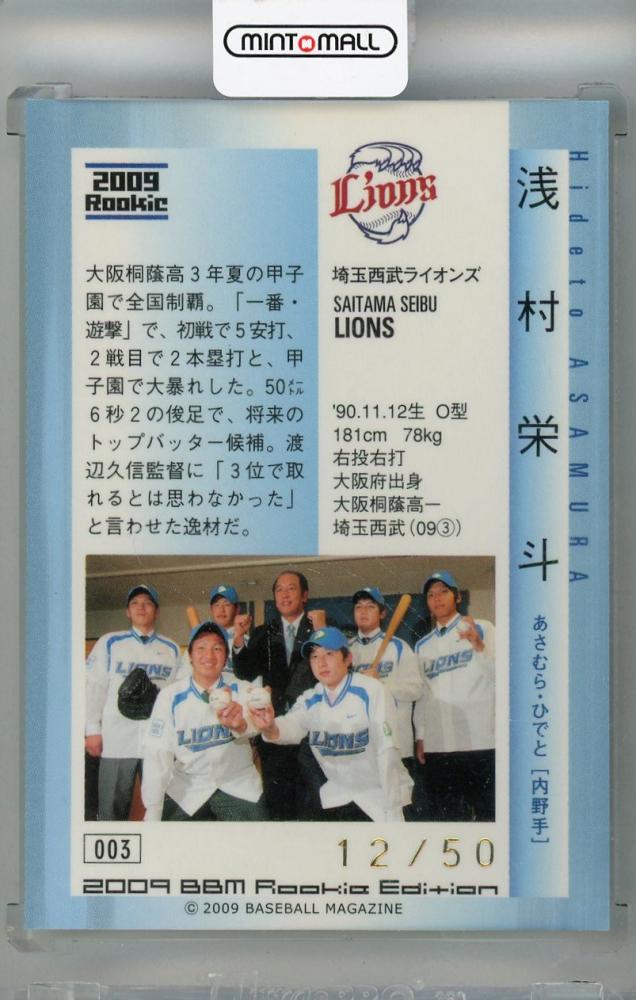 MINT MALL
2009
Rookie
大阪桐蔭高3年夏の甲子
園で全国制覇。「一番・
遊撃」で、初戦で5安打、
2戦目で2本塁打と、甲
子園で大暴れした。50㍍
6秒2の俊足で、将来の
トップバッター候補。渡
辺久信監督に「3位で取
れるとは思わなかった」
と言わせた逸材だ。
Lions
埼玉西武ライオンズ
SAITAMA SEIBU
LIONS
'90.11.12生 O型
181cm 78kg
右投右打
大阪府出身
大阪桐蔭高ー
埼玉西武(09③)
浅村栄斗
Hideto ASAMURA
あさむら・ひでと[内野手]
LIONS
LIONS
LIONS
LIONS
003
12/50
2009 BBM Rookie Edition
© 2009 BASEBALL MAGAZINE